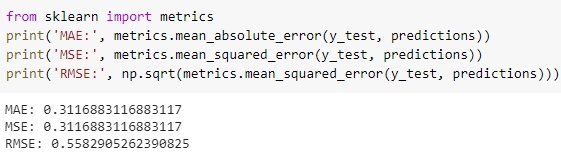 from sklearn import metrics
print('MAE:', metrics.mean_absolute_error(y_test, predictions))
print('MSE:', metrics.mean_squared_error(y_test, predictions))
print('RMSE:', np.sqrt(metrics.mean_squared_error(y_test, predictions)))
MAE: 0.3116883116883117
MSE: 0.3116883116883117
RMSE: 0.5582905262390825